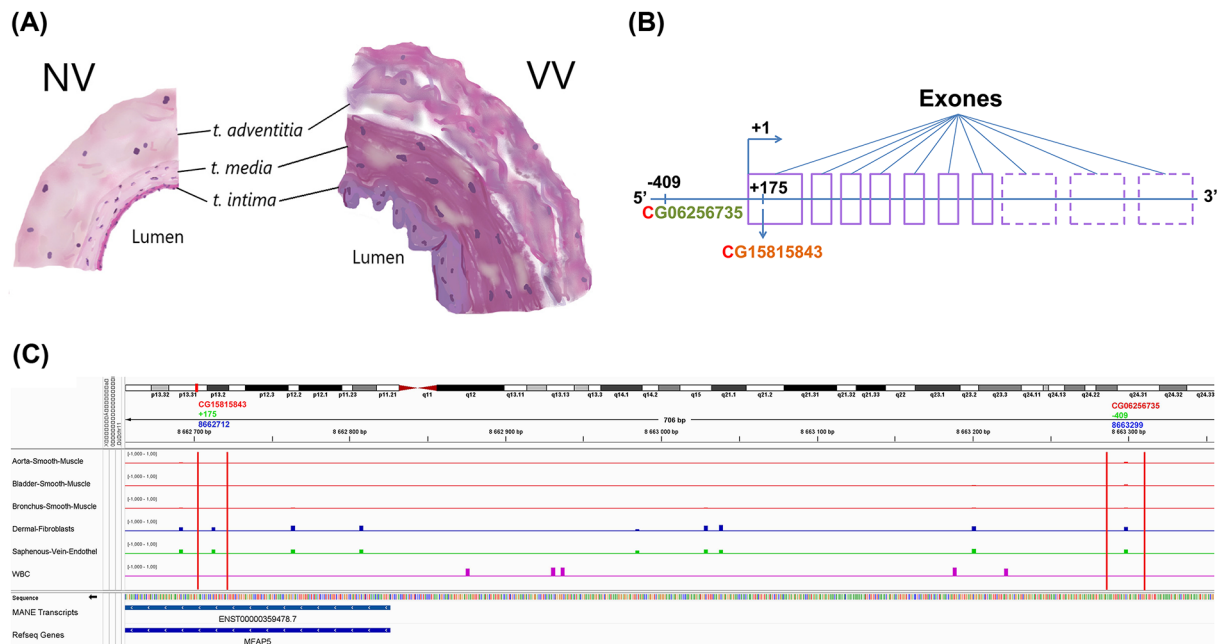 (A)
NV
VV
t. adventitia
t. media
t. intima
Lumen
Lumen
(B)
Exones
+1
-409
+175
5’
3’
CG06256735
CG15815843
(C)
p13.32 p13.31 p13.2 p12.3 p12.1 p11.23 p11.21 q11 q12 q13.11 q13.13 q13.3 q14.1 q14.2 q15 q21.1 q21.2 q21.31 q21.32 q21.33 q22 q23.1 q23.2 q23.3 q24.11 q24.13 q24.21 q24.31 q24.32 q24.33
CG15815843
+175
8662712
CG06256735
-409
8663299
706 bp
8 662 700 bp 8 662 800 bp 8 662 900 bp 8 663 000 bp 8 663 100 bp 8 663 200 bp 8 663 300 bp
Aorta-Smooth-Muscle [-1,000 - 1,00]
Bladder-Smooth-Muscle [-1,000 - 1,00]
Bronchus-Smooth-Muscle [-1,000 - 1,00]
Dermal-Fibroblasts [-1,000 - 1,00]
Saphenous-Vein-Endothel [-1,000 - 1,00]
WBC [-1,000 - 1,00]
Sequence
MANE Transcripts
ENST00000359478.7
Refseq Genes
MFAP5